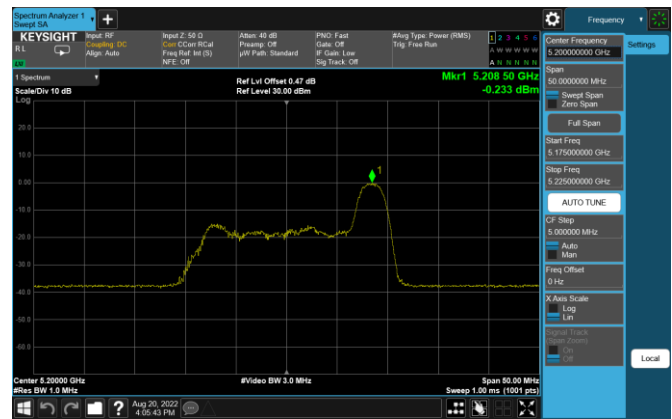 Spectrum Analyzer 1
Swept SA
Frequency
KEYSIGHT
RL
Input: RF
Coupling: DC
Align: Auto
Input Z: 50 Ω
Corr CCorr RCal
Freq Ref: Int (S)
NFE: Off
Atten: 40 dB
Preamp: Off
µW Path: Standard
PNO: Fast
Gate: Off
IF Gain: Low
Sig Track: Off
#Avg Type: Power (RMS)
Trig: Free Run
1 2 3 4 5 6
A W W W W W
A N N N N N
1 Spectrum
Scale/Div 10 dB
Log
Ref Lvl Offset 0.47 dB
Ref Level 30.00 dBm
Mkr1 5.208 50 GHz
-0.233 dBm
20.0
10.0
0.00
-10.0
-20.0
-30.0
-40.0
-50.0
-60.0
1
Center 5.20000 GHz
#Res BW 1.0 MHz
#Video BW 3.0 MHz
Span 50.00 MHz
Sweep 1.00 ms (1001 pts)
Center Frequency
5.200000000 GHz
Settings
Span
50.0000000 MHz
Swept Span
Zero Span
Full Span
Start Freq
5.175000000 GHz
Stop Freq
5.225000000 GHz
AUTO TUNE
CF Step
5.000000 MHz
Auto
Man
Freq Offset
0 Hz
X Axis Scale
Log
Lin
Signal Track
(Span Zoom)
On
Off
Local
Aug 20, 2022
4:05:43 PM